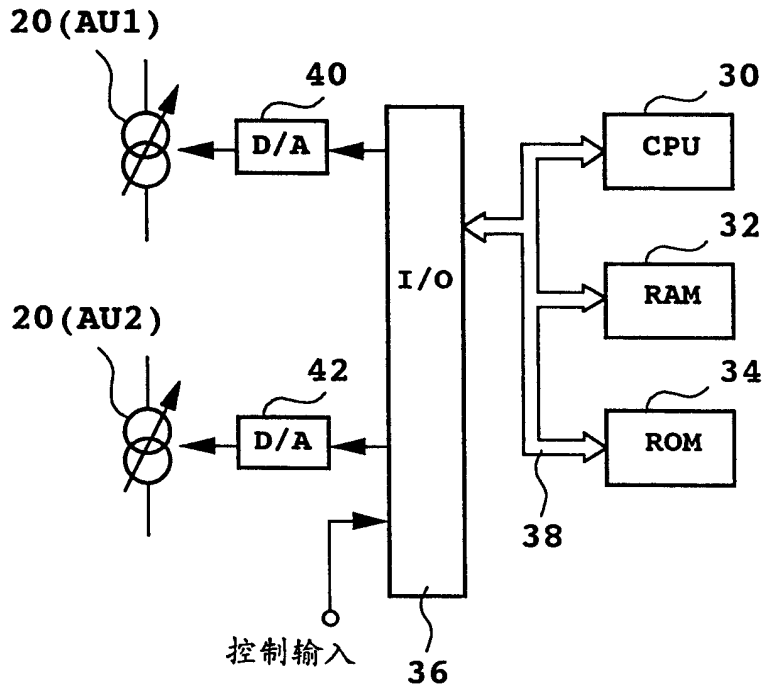 20(AU1)
40
D/A
30
CPU
I/O
32
RAM
20(AU2)
42
D/A
34
ROM
38
控制输入
36